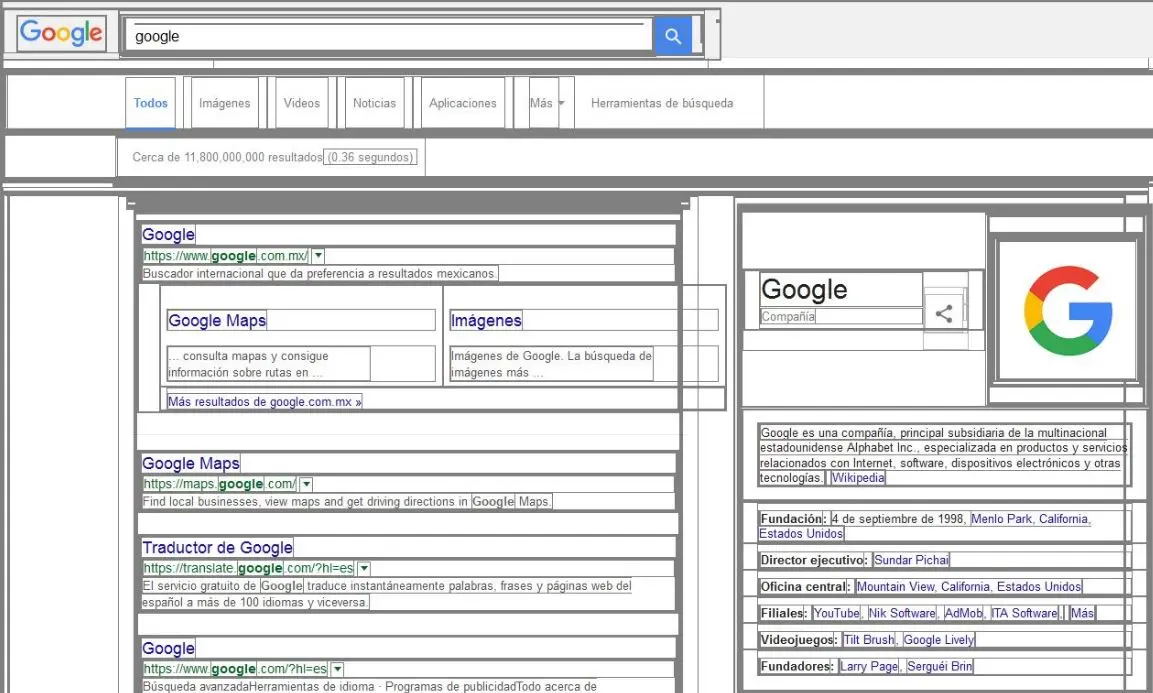 Google
google
Todos
Imágenes
Videos
Noticias
Aplicaciones
Más
Herramientas de búsqueda
Cerca de 11,800,000,000 resultados (0.36 segundos)
Google
https://www.google.com.mx/
Buscador internacional que da preferencia a resultados mexicanos.
Google Maps
... consulta mapas y consigue
información sobre rutas en ...
Imágenes
Imágenes de Google. La búsqueda de
imágenes más ...
Más resultados de google.com.mx »
Google Maps
https://maps.google.com/
Find local businesses, view maps and get driving directions in Google Maps.
Traductor de Google
https://translate.google.com/?hl=es
El servicio gratuito de Google traduce instantáneamente palabras, frases y páginas web del
español a más de 100 idiomas y viceversa.
Google
https://www.google.com/?hl=es
Búsqueda avanzadaHerramientas de idioma · Programas de publicidadTodo acerca de
Google
Compañía
G
Google es una compañía, principal subsidiaria de la multinacional
estadounidense Alphabet Inc., especializada en productos y servicios
relacionados con Internet, software, dispositivos electrónicos y otras
tecnologías. Wikipedia
Fundación: 4 de septiembre de 1998, Menlo Park, California,
Estados Unidos
Director ejecutivo: Sundar Pichai
Oficina central: Mountain View, California, Estados Unidos
Filiales: YouTube, Nik Software, AdMob, ITA Software, Más
Videojuegos: Tilt Brush, Google Lively
Fundadores: Larry Page, Serguéi Brin